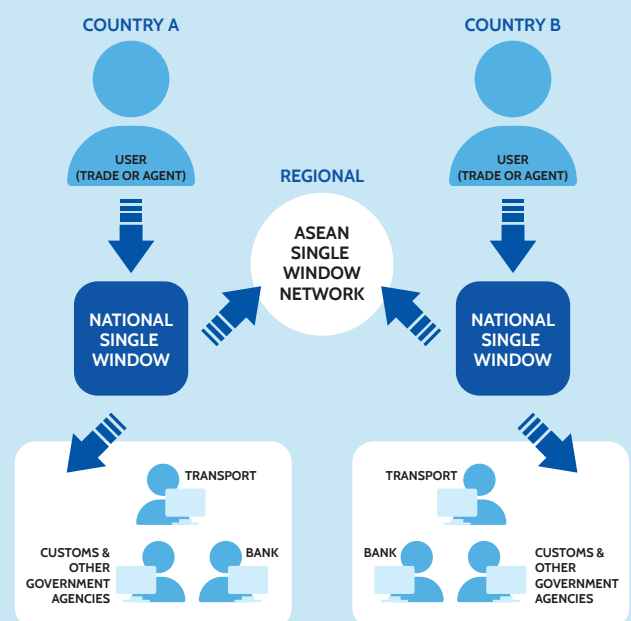 COUNTRY A
COUNTRY B
USER
(TRADE OR AGENT)
USER
(TRADE OR AGENT)
REGIONAL
ASEAN
SINGLE
WINDOW
NETWORK
NATIONAL
SINGLE
WINDOW
NATIONAL
SINGLE
WINDOW
TRANSPORT
CUSTOMS &
OTHER
GOVERNMENT
AGENCIES
BANK
TRANSPORT
BANK
CUSTOMS &
OTHER
GOVERNMENT
AGENCIES